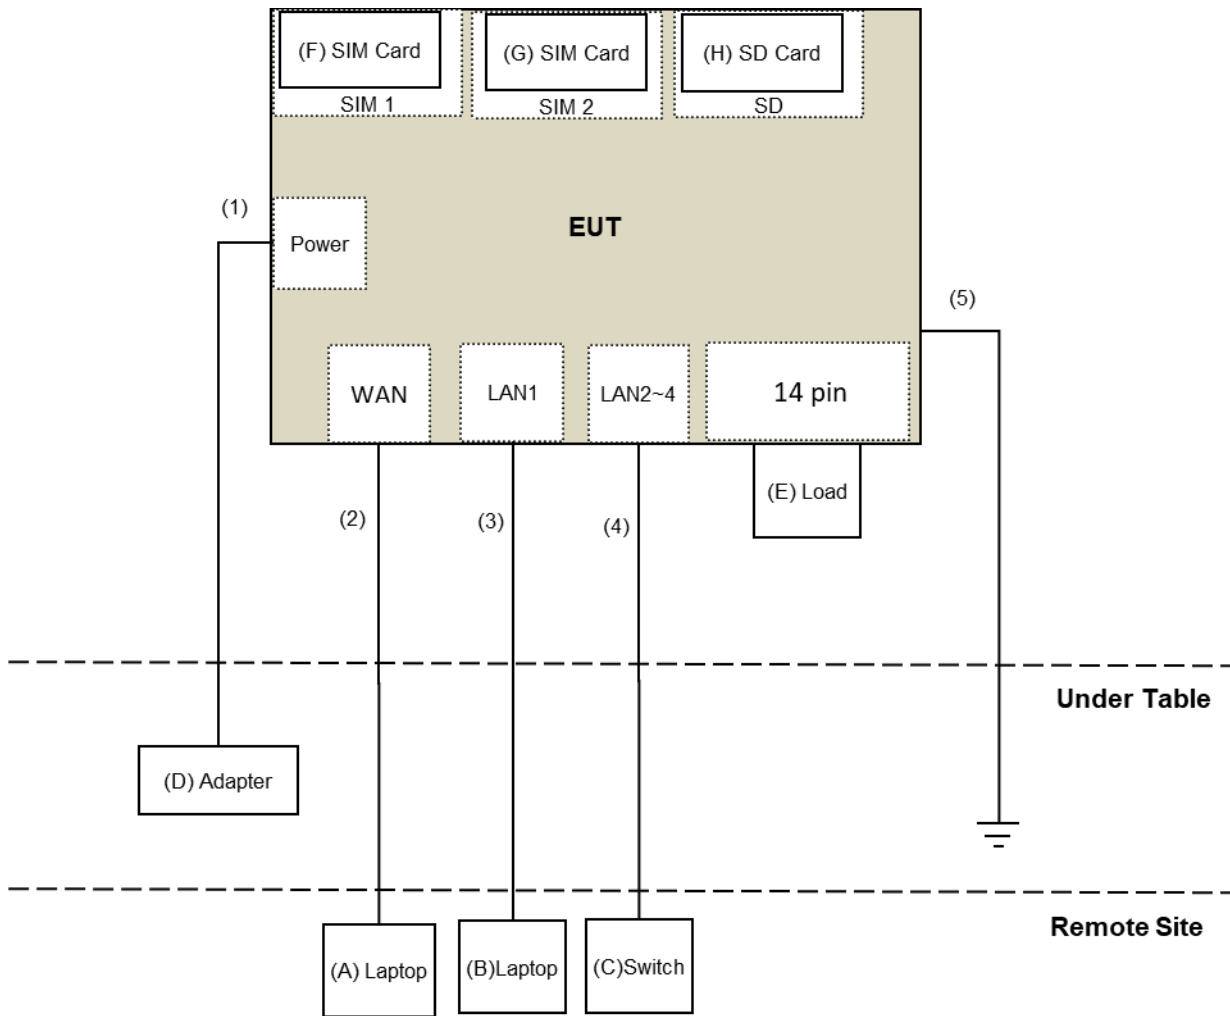 (F) SIM Card
(G) SIM Card
(H) SD Card
SIM 1
SIM 2
SD
(1)
Power
EUT
(5)
WAN
LAN1
LAN2~4
14 pin
(E) Load
(2)
(3)
(4)
Under Table
(D) Adapter
Remote Site
(A) Laptop
(B)Laptop
(C)Switch